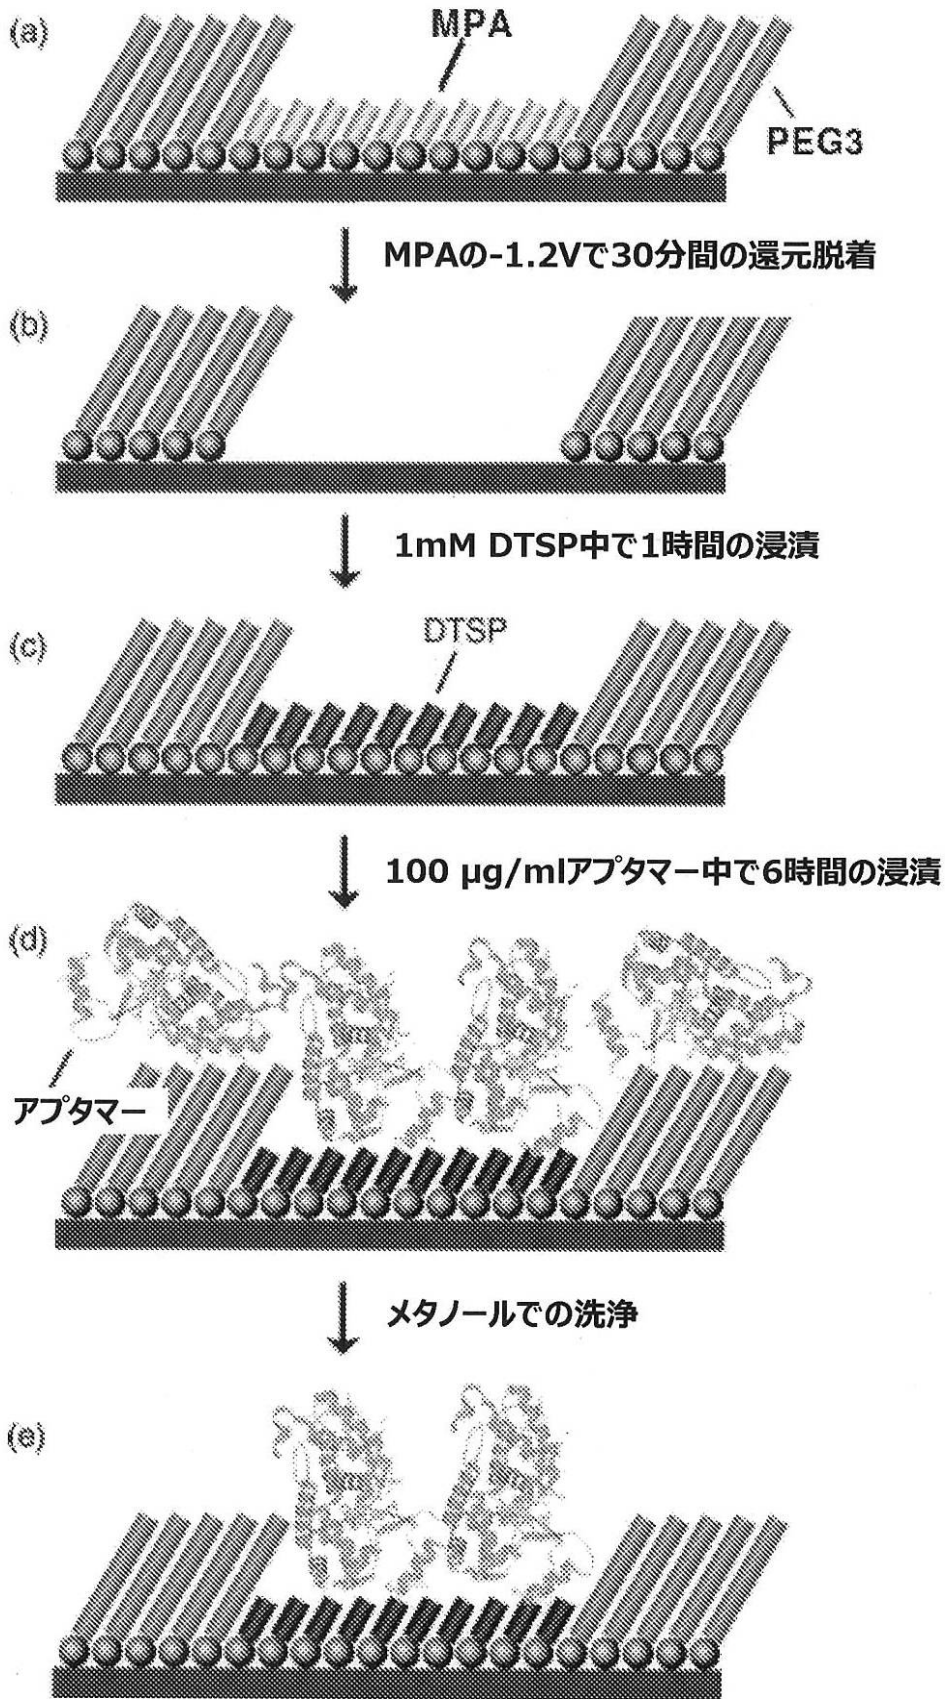 (a)
MPA
PEG3
MPAの-1.2Vで30分間の還元脱着
(b)
1mM DTSP中で1時間の浸漬
(c)
DTSP
100 µg/mlアプタマー中で6時間の浸漬
(d)
アプタマー
メタノールでの洗浄
(e)